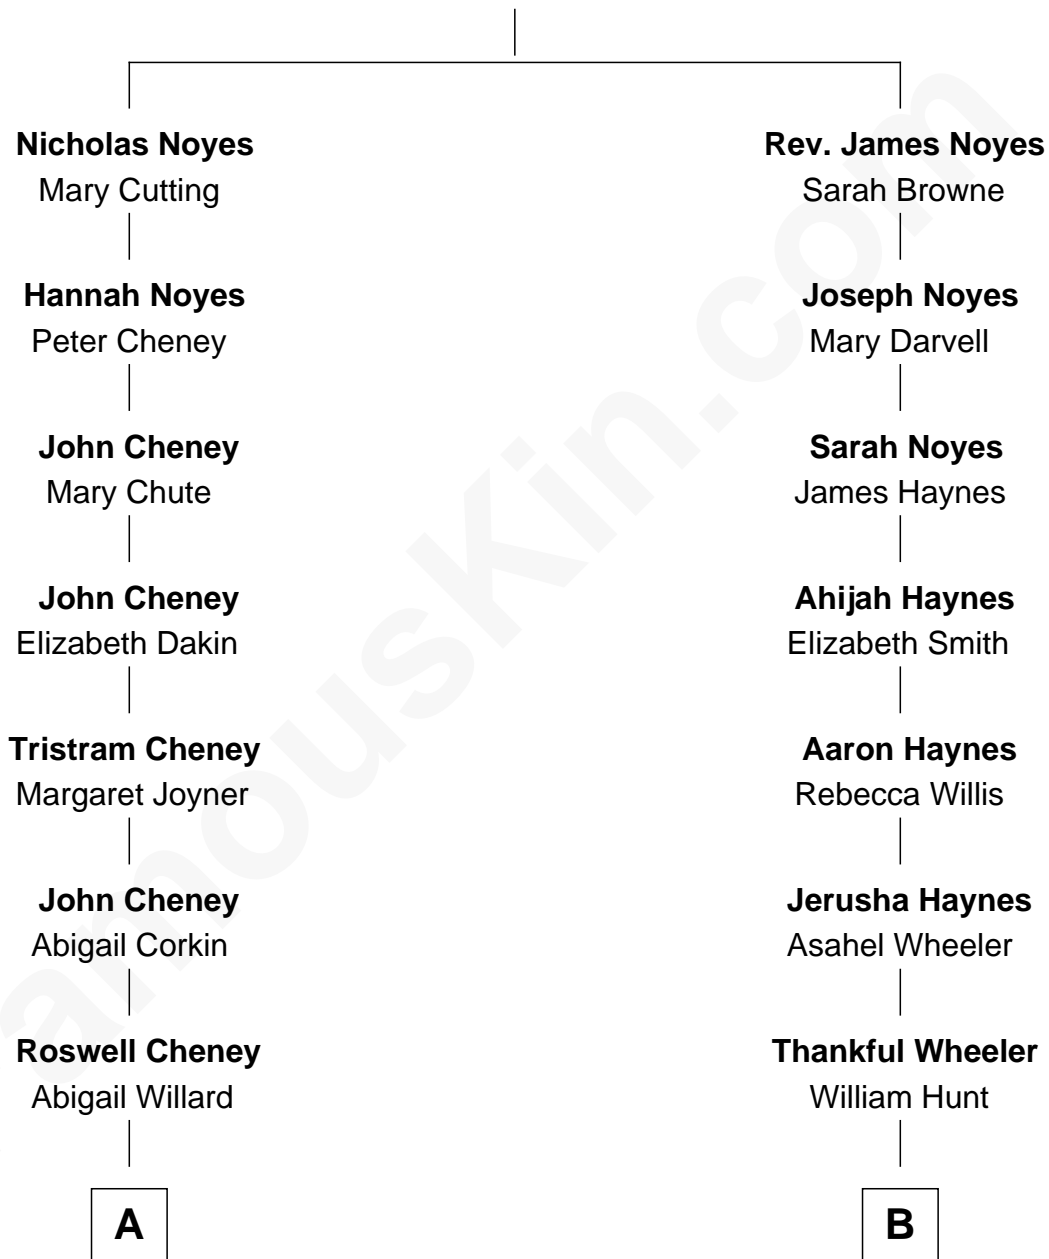 Nicholas Noyes
Mary Cutting
Hannah Noyes
Peter Cheney
John Cheney
Mary Chute
John Cheney
Elizabeth Dakin
Tristram Cheney
Margaret Joyner
John Cheney
Abigail Corkin
Roswell Cheney
Abigail Willard
A
Rev. James Noyes
Sarah Browne
Joseph Noyes
Mary Darvell
Sarah Noyes
James Haynes
Ahijah Haynes
Elizabeth Smith
Aaron Haynes
Rebecca Willis
Jerusha Haynes
Asahel Wheeler
Thankful Wheeler
William Hunt
B
amouskin.com